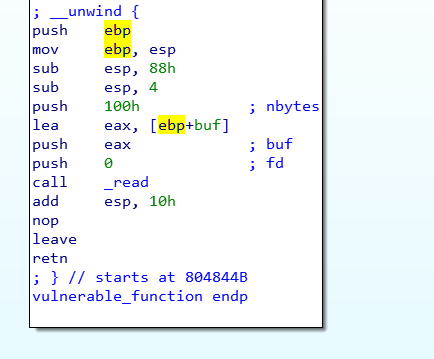 ; __unwind {
push    ebp
mov     ebp, esp
sub     esp, 88h
sub     esp, 4
push    100h            ; nbytes
lea     eax, [ebp+buf]
push    eax             ; buf
push    0               ; fd
call    _read
add     esp, 10h
nop
leave
retn
; } // starts at 804844B
vulnerable_function endp